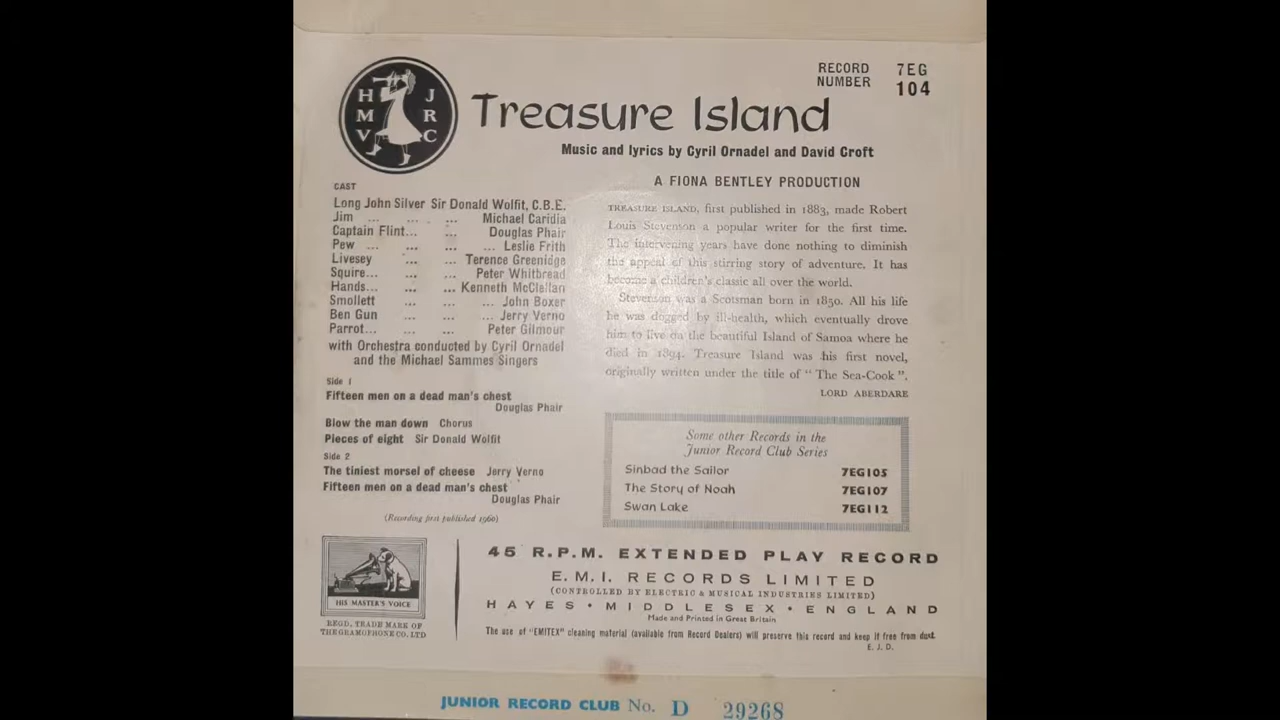 H M V J R C
RECORD NUMBER 7EG 104
Treasure Island
Music and lyrics by Cyril Ornadel and David Croft
A FIONA BENTLEY PRODUCTION
CAST
Long John Silver Sir Donald Wolfit, C.B.E.
Jim ... ... ... Michael Caridia
Captain Flint... ... Douglas Phair
Pew ... ... ... ... Leslie Frith
Livesey ... ... Terence Greenidge
Squire... ... ... Peter Whitbread
Hands... ... ... Kenneth McClellan
Smollett ... ... ... John Boxer
Ben Gun ... ... ... Jerry Verno
Parrot... ... ... Peter Gilmour
with Orchestra conducted by Cyril Ornadel
and the Michael Sammes Singers
Side 1
Fifteen men on a dead man's chest
Douglas Phair
Blow the man down Chorus
Pieces of eight Sir Donald Wolfit
Side 2
The tiniest morsel of cheese Jerry Verno
Fifteen men on a dead man's chest
Douglas Phair
(Recording first published 1960)
TREASURE ISLAND, first published in 1883, made Robert
Louis Stevenson a popular writer for the first time.
The intervening years have done nothing to diminish
the appeal of this stirring story of adventure. It has
become a children's classic all over the world.
Stevenson was a Scotsman born in 1850. All his life
he was dogged by ill-health, which eventually drove
him to live on the beautiful Island of Samoa where he
died in 1894. Treasure Island was his first novel,
originally written under the title of "The Sea-Cook".
LORD ABERDARE
Some other Records in the
Junior Record Club Series
Sinbad the Sailor 7EG105
The Story of Noah 7EG107
Swan Lake 7EG112
HIS MASTER'S VOICE
REGD. TRADE MARK OF
THE GRAMOPHONE CO. LTD
45 R.P.M. EXTENDED PLAY RECORD
E.M.I. RECORDS LIMITED
(CONTROLLED BY ELECTRIC & MUSICAL INDUSTRIES LIMITED)
HAYES • MIDDLESEX • ENGLAND
Made and Printed in Great Britain
The use of "EMITEX" cleaning material (available from Record Dealers) will preserve this record and keep it free from dust.
E. J. D.
JUNIOR RECORD CLUB No. D 29268